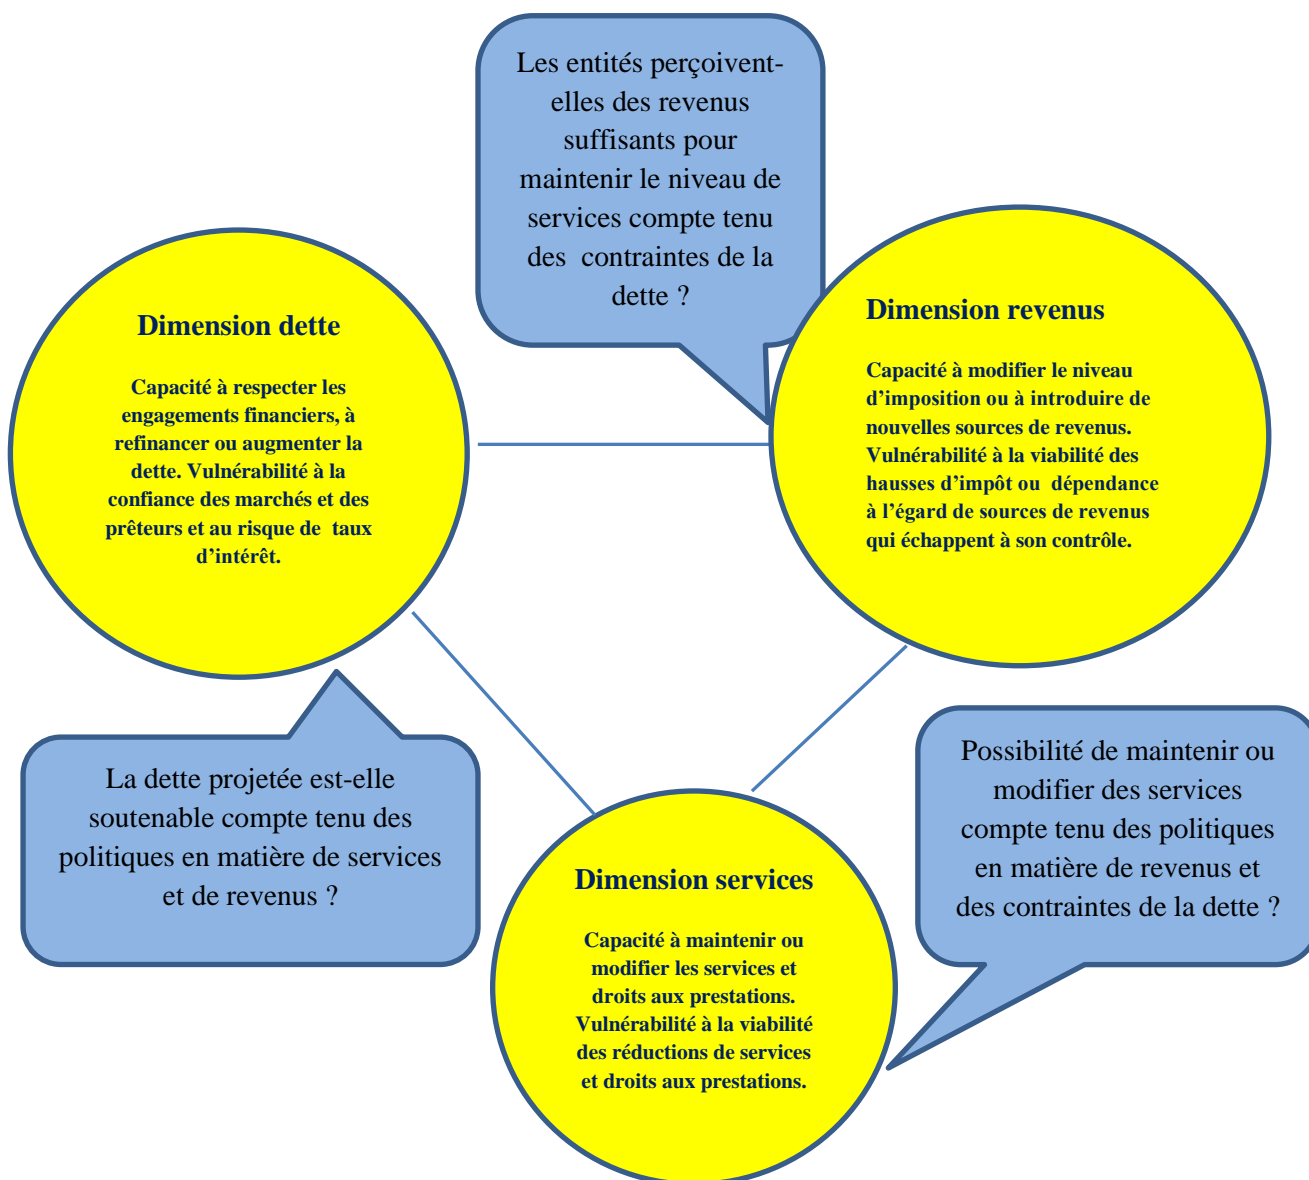 Les entités perçoivent-
elles des revenus
suffisants pour
maintenir le niveau de
services compte tenu
des contraintes de la
dette ?
Dimension dette
Capacité à respecter les
engagements financiers, à
refinancer ou augmenter la
dette. Vulnérabilité à la
confiance des marchés et des
prêteurs et au risque de taux
d’intérêt.
Dimension revenus
Capacité à modifier le niveau
d’imposition ou à introduire de
nouvelles sources de revenus.
Vulnérabilité à la viabilité des
hausses d’impôt ou dépendance
à l’égard de sources de revenus
qui échappent à son contrôle.
La dette projetée est-elle
soutenable compte tenu des
politiques en matière de services
et de revenus ?
Possibilité de maintenir ou
modifier des services
compte tenu des politiques
en matière de revenus et
des contraintes de la dette ?
Dimension services
Capacité à maintenir ou
modifier les services et
droits aux prestations.
Vulnérabilité à la viabilité
des réductions de services
et droits aux prestations.